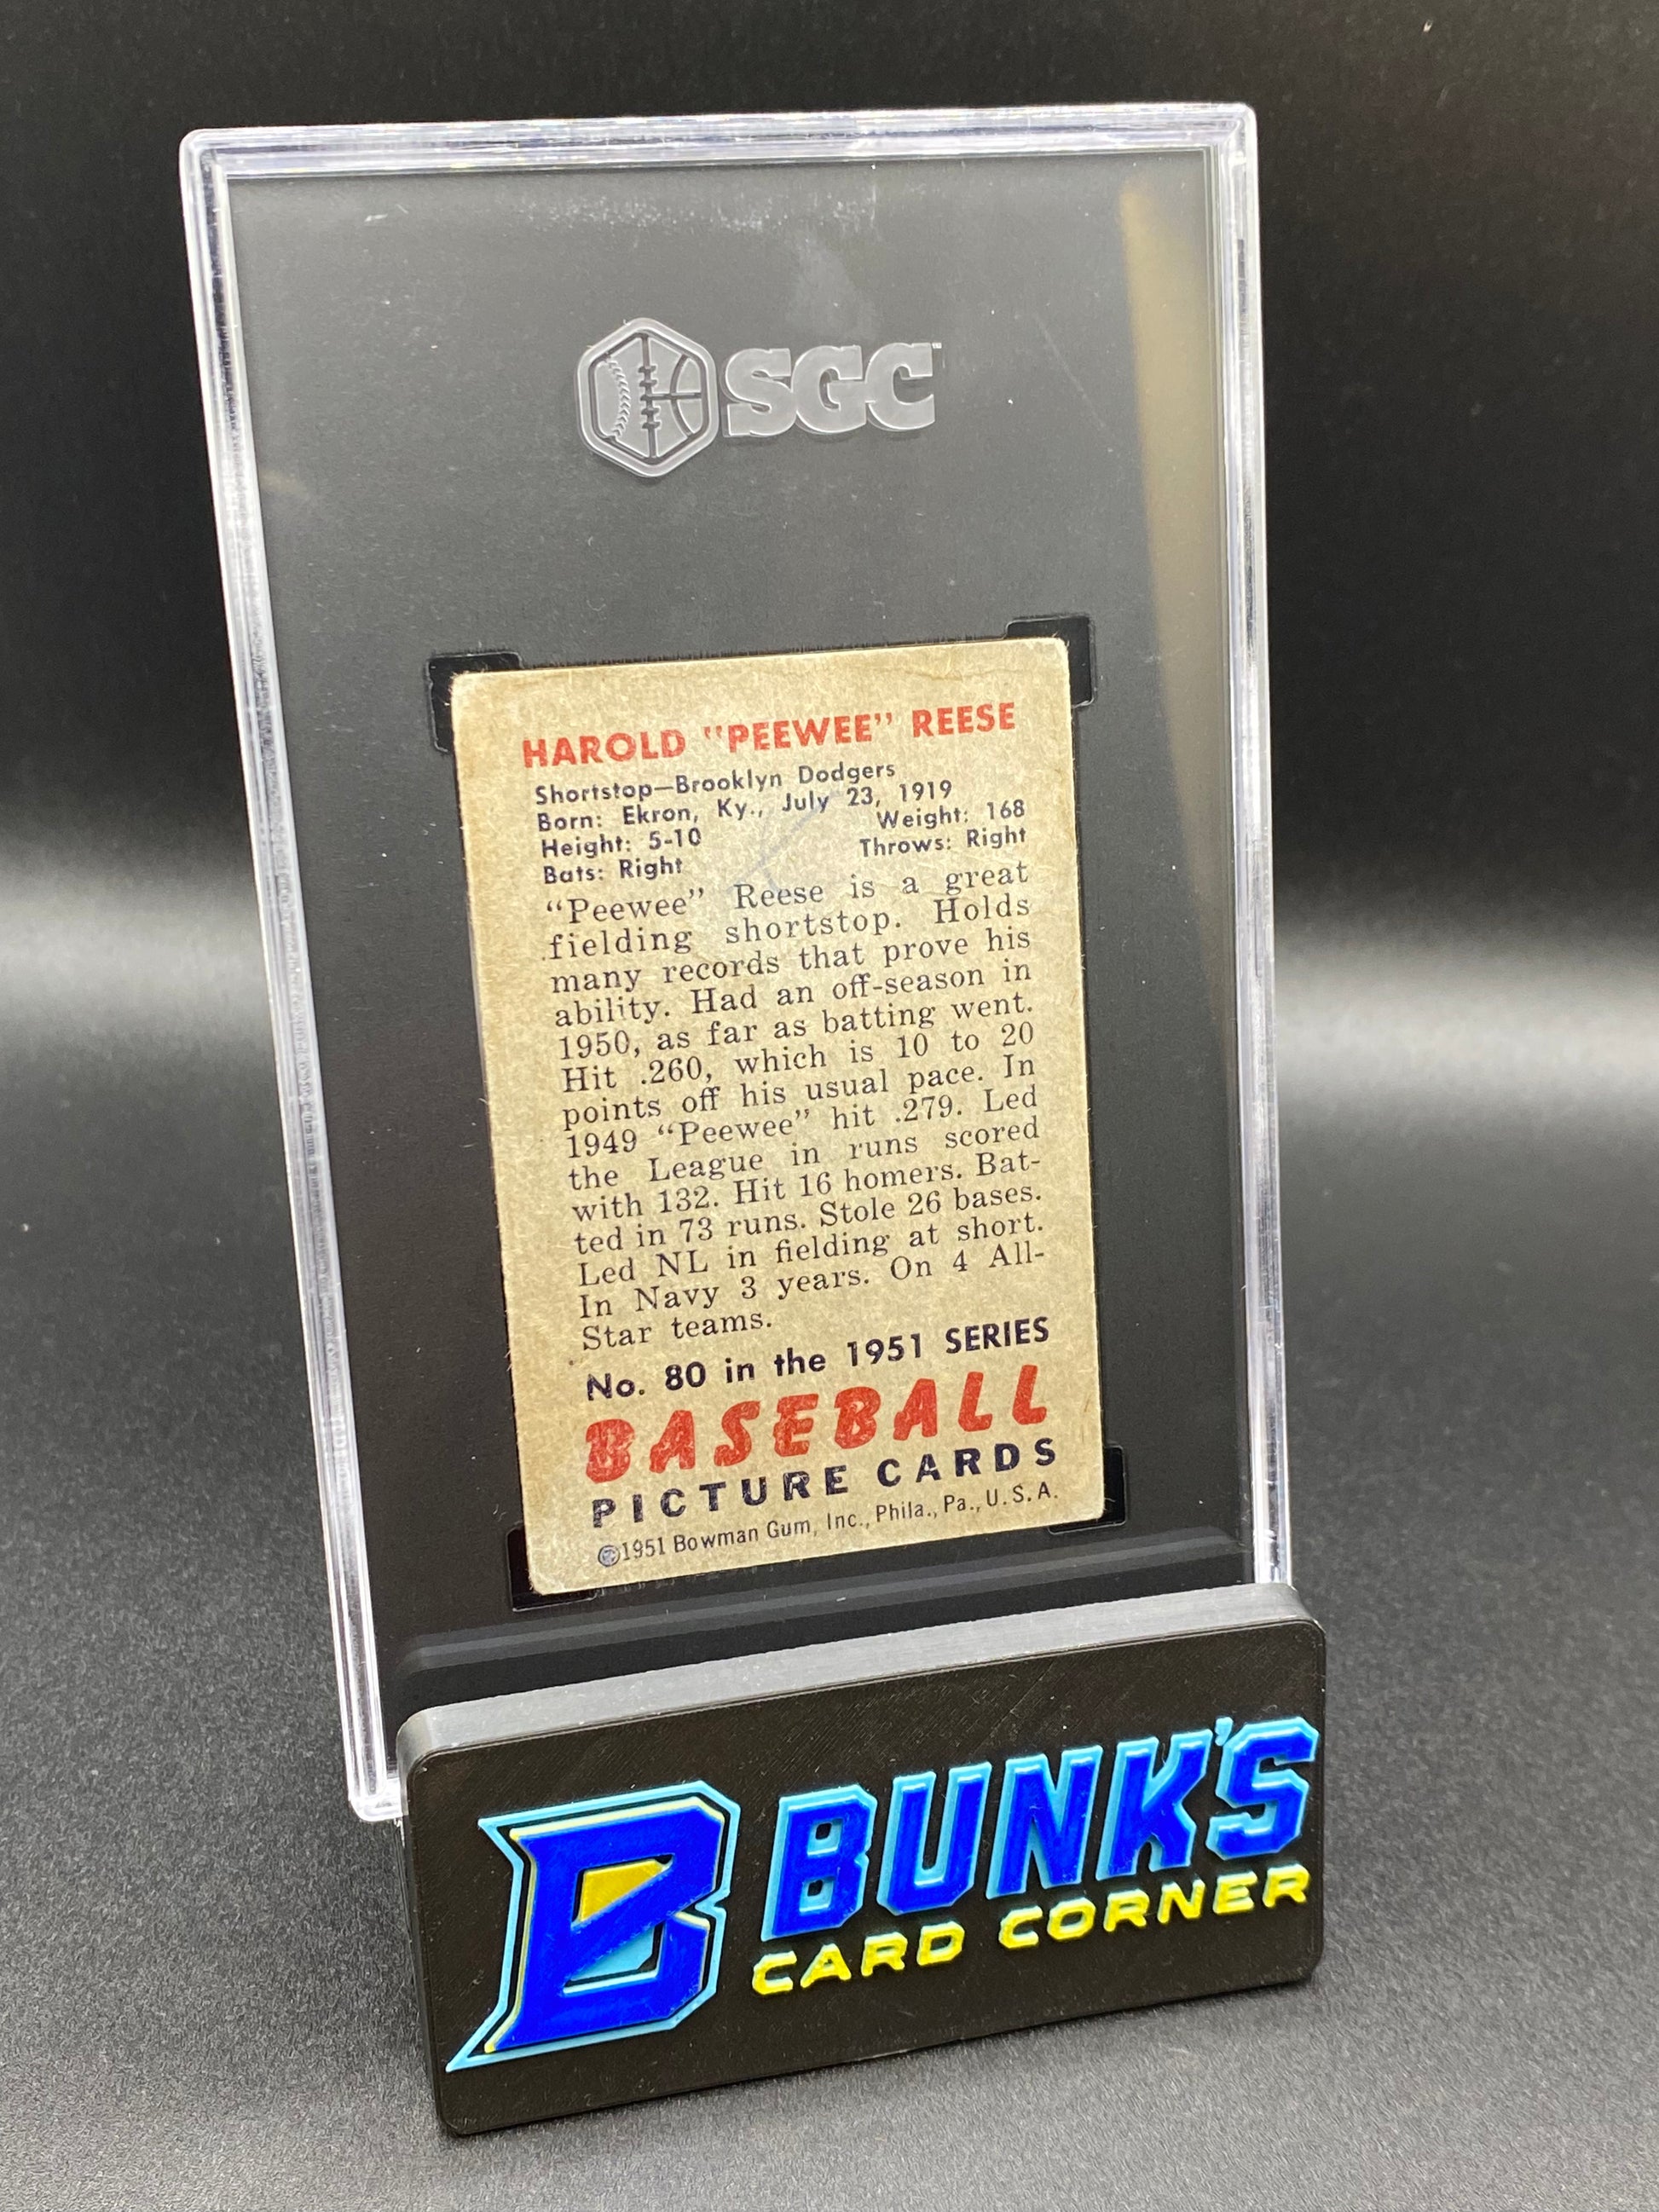 SGC
HAROLD "PEEWEE" REESE
Shortstop—Brooklyn Dodgers
Born: Ekron, Ky., July 23, 1919
Height: 5-10 Weight: 168
Bats: Right Throws: Right
"Peewee" Reese is a great
fielding shortstop. Holds
many records that prove his
ability. Had an off-season in
1950, as far as batting went.
Hit .260, which is 10 to 20
points off his usual pace. In
1949 "Peewee" hit .279. Led
the League in runs scored
with 132. Hit 16 homers. Bat-
ted in 73 runs. Stole 26 bases.
Led NL in fielding at short.
In Navy 3 years. On 4 All-
Star teams.
No. 80 in the 1951 SERIES
BASEBALL
PICTURE CARDS
©1951 Bowman Gum, Inc., Phila., Pa., U.S.A.
B BUNK'S
CARD CORNER